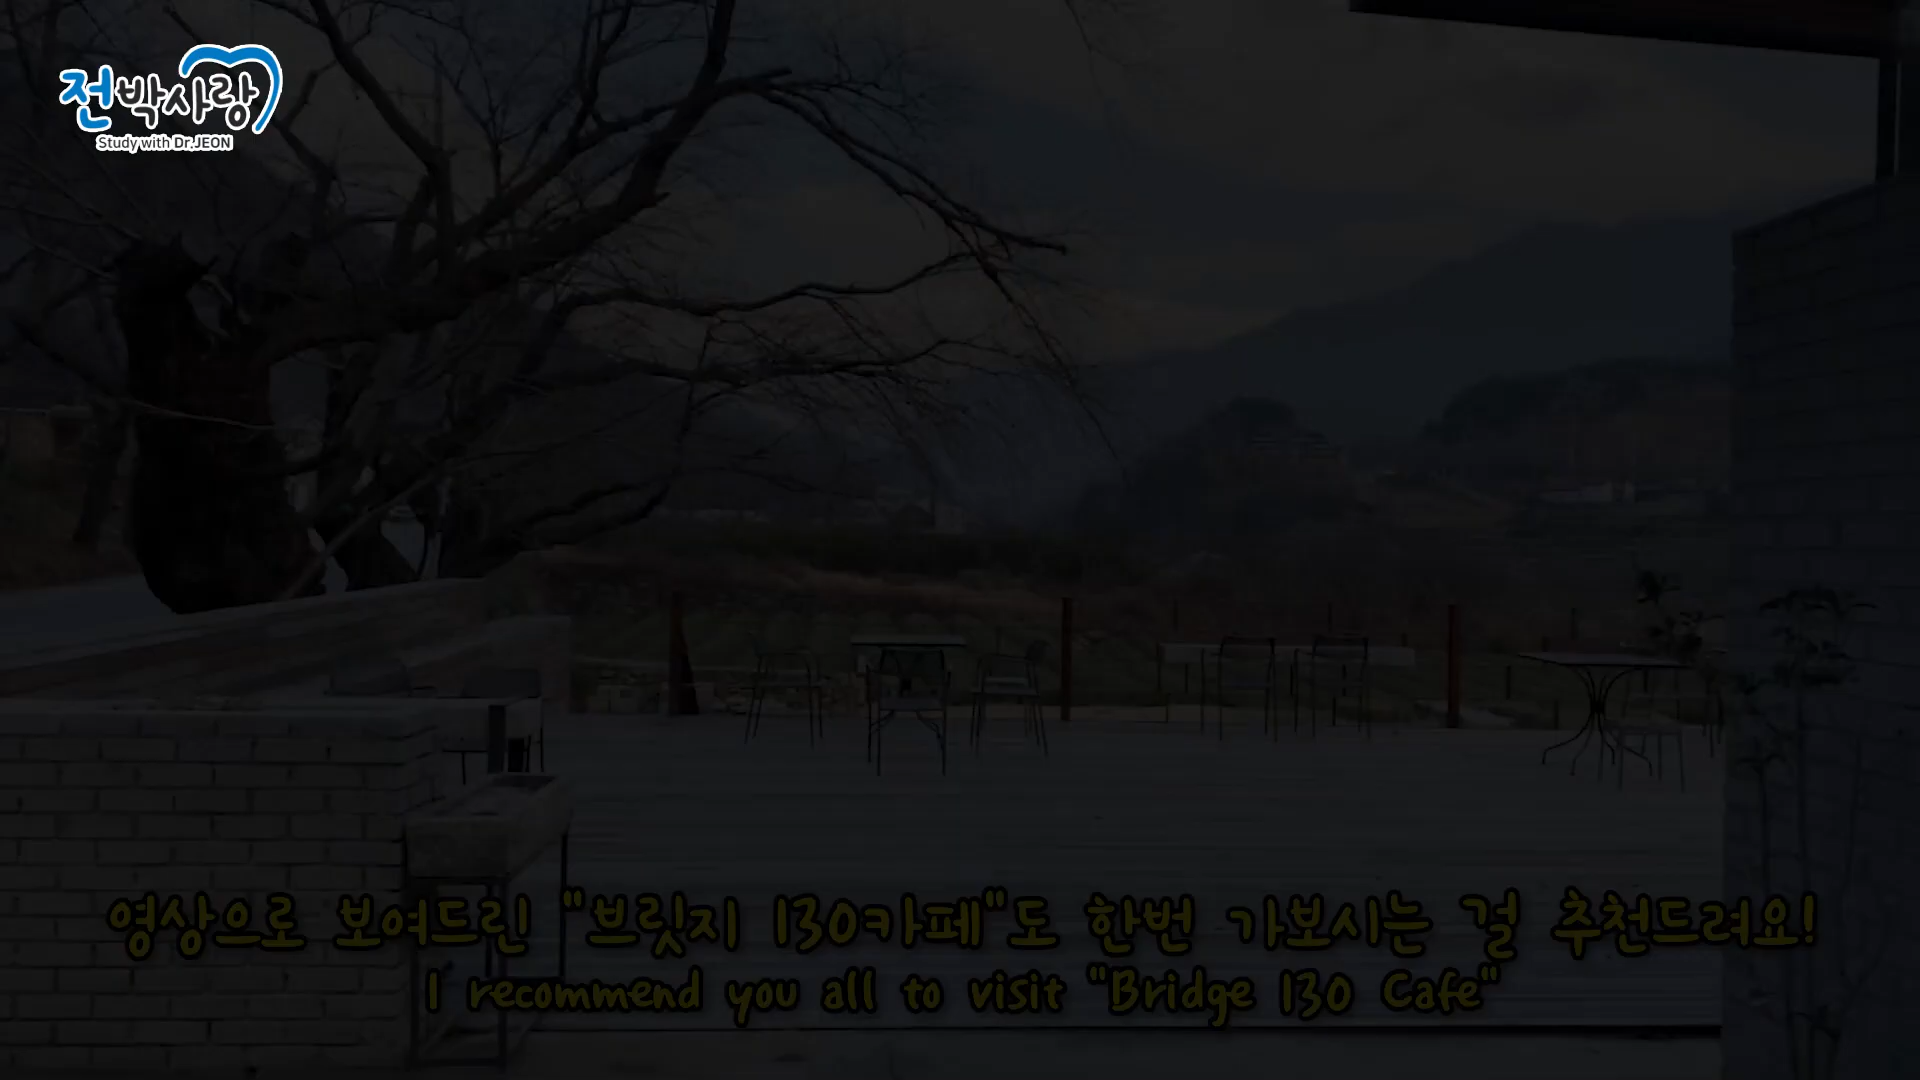 전박사랑
Study with Dr.JEON
영상으로 보여드린 "브릿지 130카페"도 한번 가보시는 걸 추천드려요!
I recommend you all to visit "Bridge 130 Cafe"